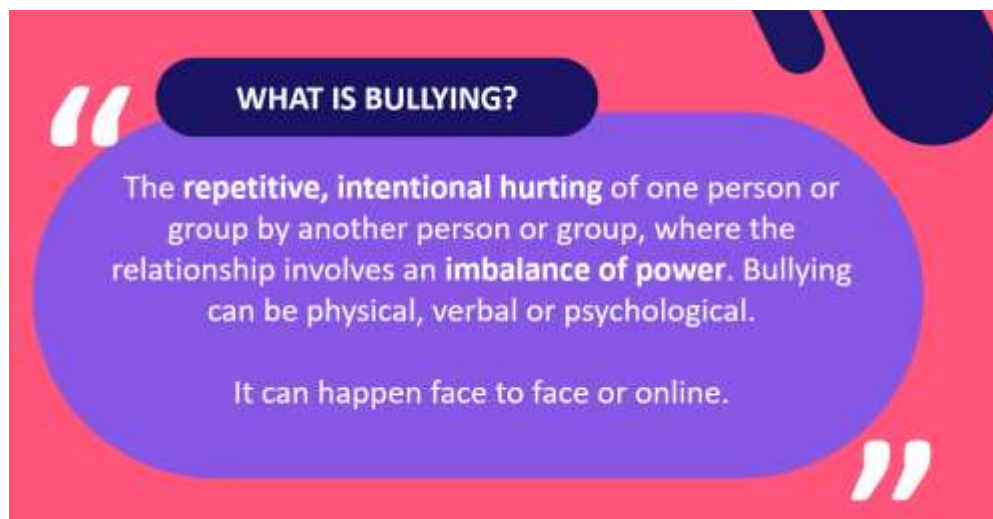 WHAT IS BULLYING?
“
The repetitive, intentional hurting of one person or
group by another person or group, where the
relationship involves an imbalance of power. Bullying
can be physical, verbal or psychological.
It can happen face to face or online.
”